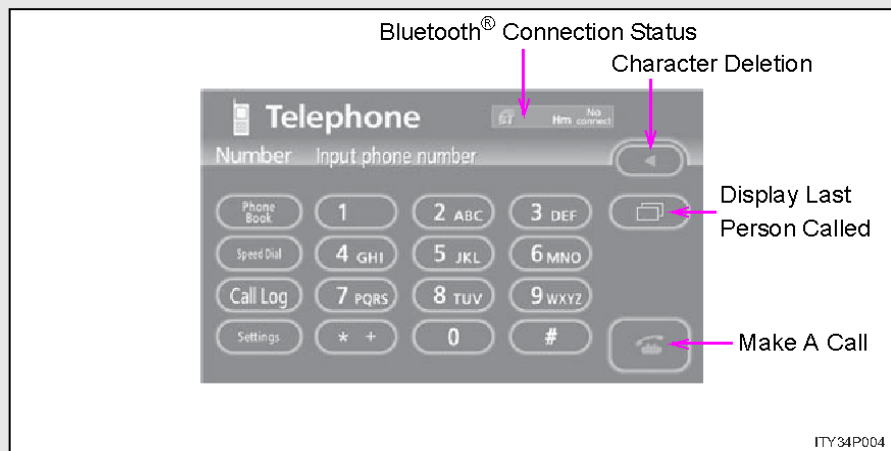 Bluetooth® Connection Status
Character Deletion
Telephone
BT Hm No connect
Number Input phone number
Phone Book
1
2 ABC
3 DEF
Display Last Person Called
Speed Dial
4 GHI
5 JKL
6 MNO
Call Log
7 PQRS
8 TUV
9 WXYZ
Settings
* +
0
#
Make A Call
ITY34P004